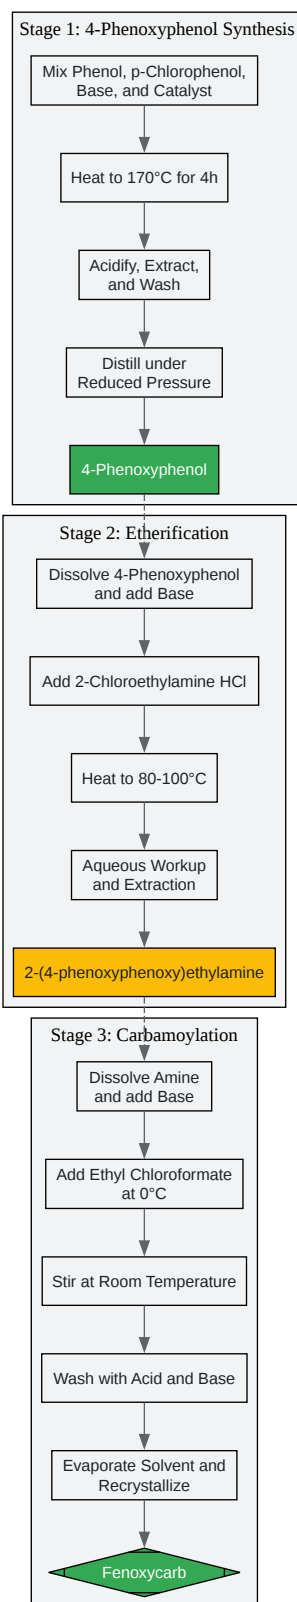 Stage 1: 4-Phenoxyphenol Synthesis
Mix Phenol, p-Chlorophenol,
Base, and Catalyst
Heat to 170°C for 4h
Acidify, Extract,
and Wash
Distill under
Reduced Pressure
4-Phenoxyphenol
Stage 2: Etherification
Dissolve 4-Phenoxyphenol
and add Base
Add 2-Chloroethylamine HCl
Heat to 80-100°C
Aqueous Workup
and Extraction
2-(4-phenoxyphenoxy)ethylamine
Stage 3: Carbamoylation
Dissolve Amine
and add Base
Add Ethyl Chloroformate
at 0°C
Stir at Room Temperature
Wash with Acid and Base
Evaporate Solvent and
Recrystallize
Fenoxycarb